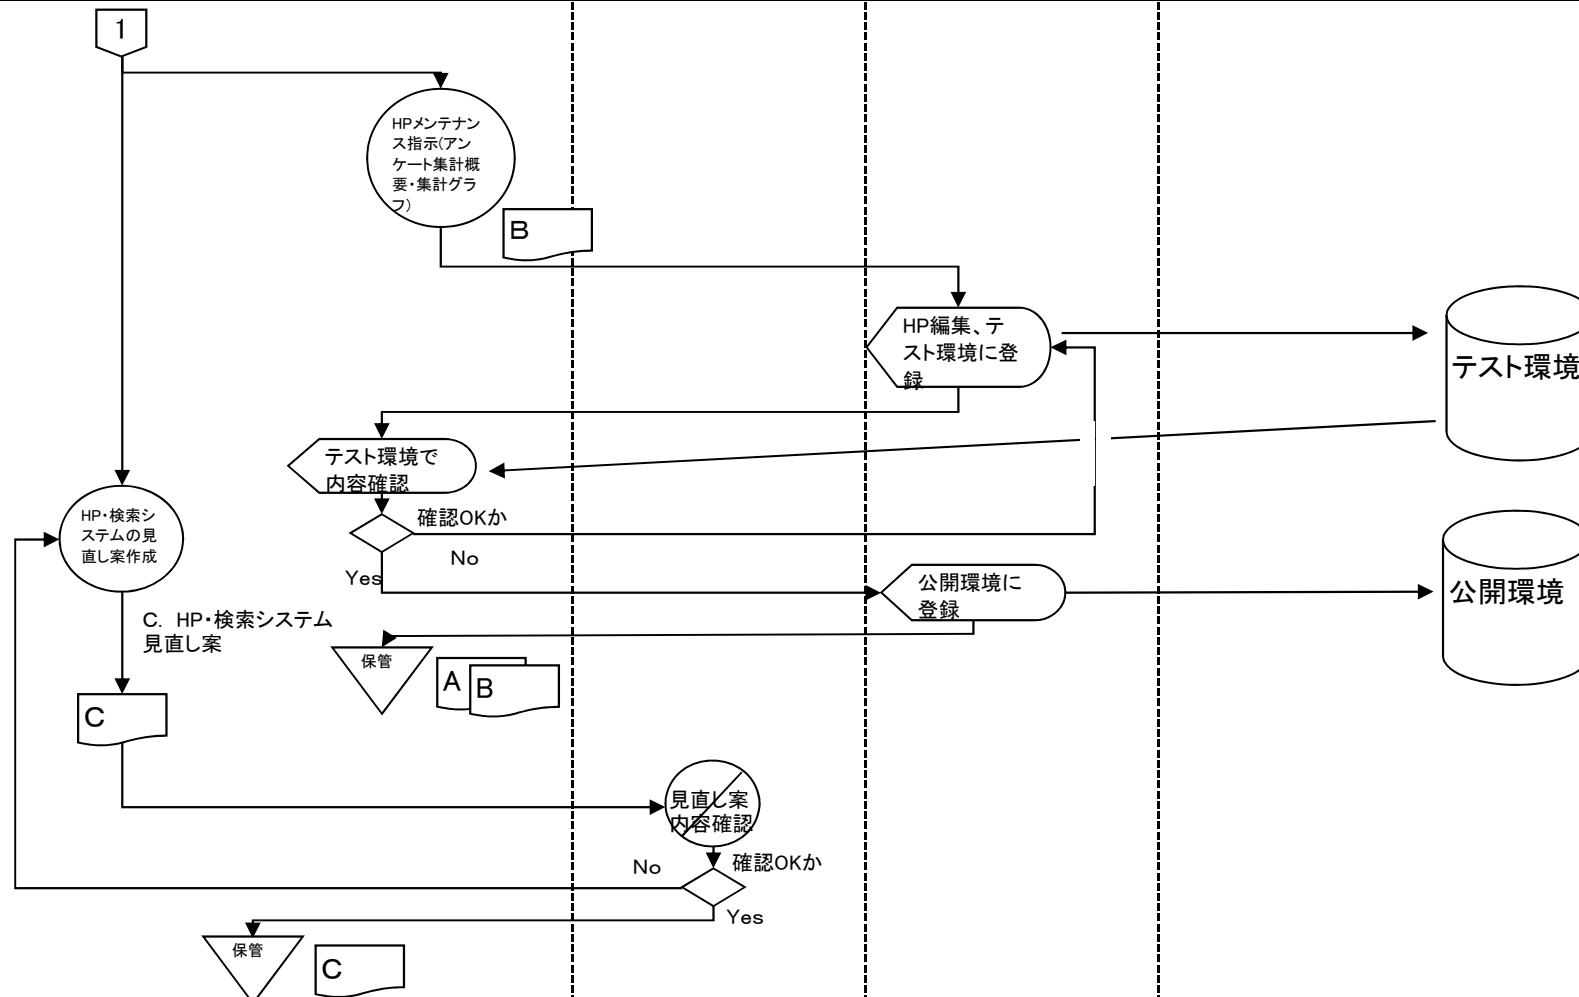 1
HPメンテナン
ス指示(アン
ケート集計概
要・集計グラ
フ)
B
HP編集、テ
スト環境に登
録
テスト環境
テスト環境で
内容確認
確認OKか
No
Yes
HP・検索シ
ステムの見
直し案作成
公開環境に
登録
公開環境
C. HP・検索システム
見直し案
保管
A
B
C
見直し案
内容確認
No
確認OKか
Yes
保管
C